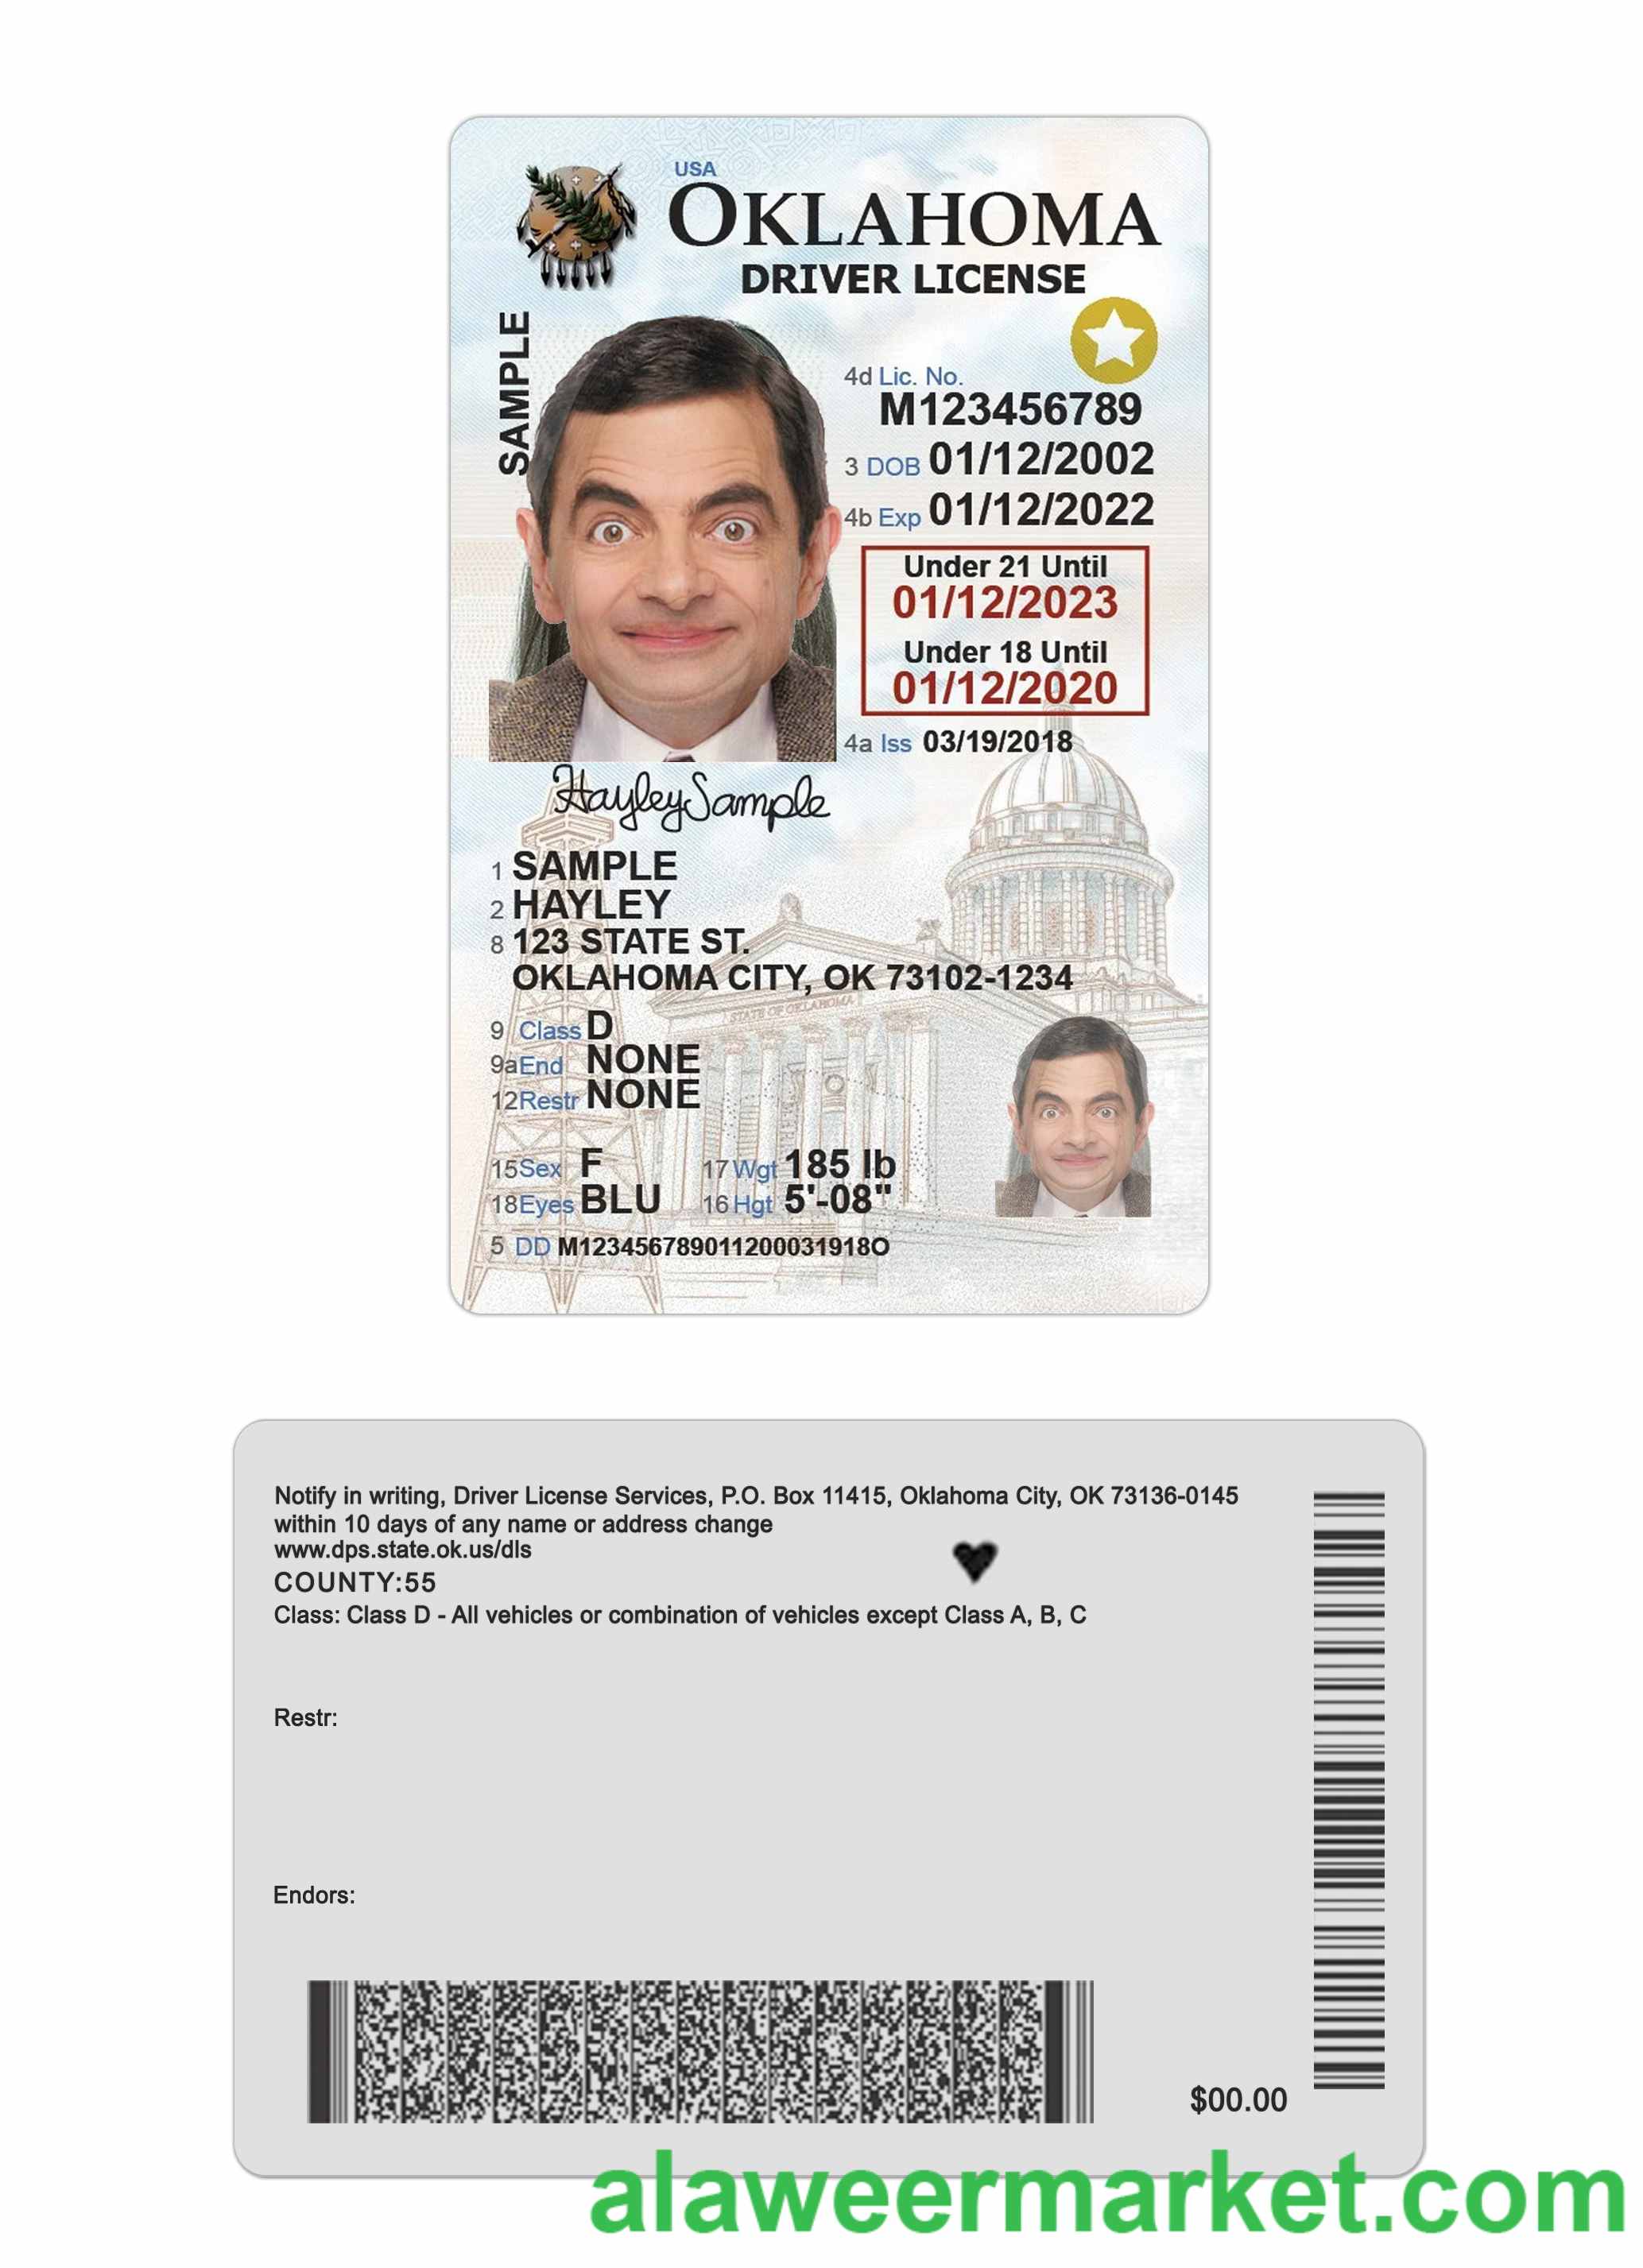 USA
OKLAHOMA
DRIVER LICENSE
SAMPLE
4d Lic. No.
M123456789
3 DOB 01/12/2002
4b Exp 01/12/2022
Under 21 Until
01/12/2023
Under 18 Until
01/12/2020
4a Iss 03/19/2018
Hayley Sample
1 SAMPLE
2 HAYLEY
8 123 STATE ST.
OKLAHOMA CITY, OK 73102-1234
STATE OF OKLAHOMA
9 Class D
9a End NONE
12 Restr NONE
15 Sex F 17 Wgt 185 lb
18 Eyes BLU 16 Hgt 5'-08"
5 DD M123456789011200031918O
Notify in writing, Driver License Services, P.O. Box 11415, Oklahoma City, OK 73136-0145
within 10 days of any name or address change
www.dps.state.ok.us/dls
COUNTY:55
Class: Class D - All vehicles or combination of vehicles except Class A, B, C
Restr:
Endors:
$00.00
alaweermarket.com